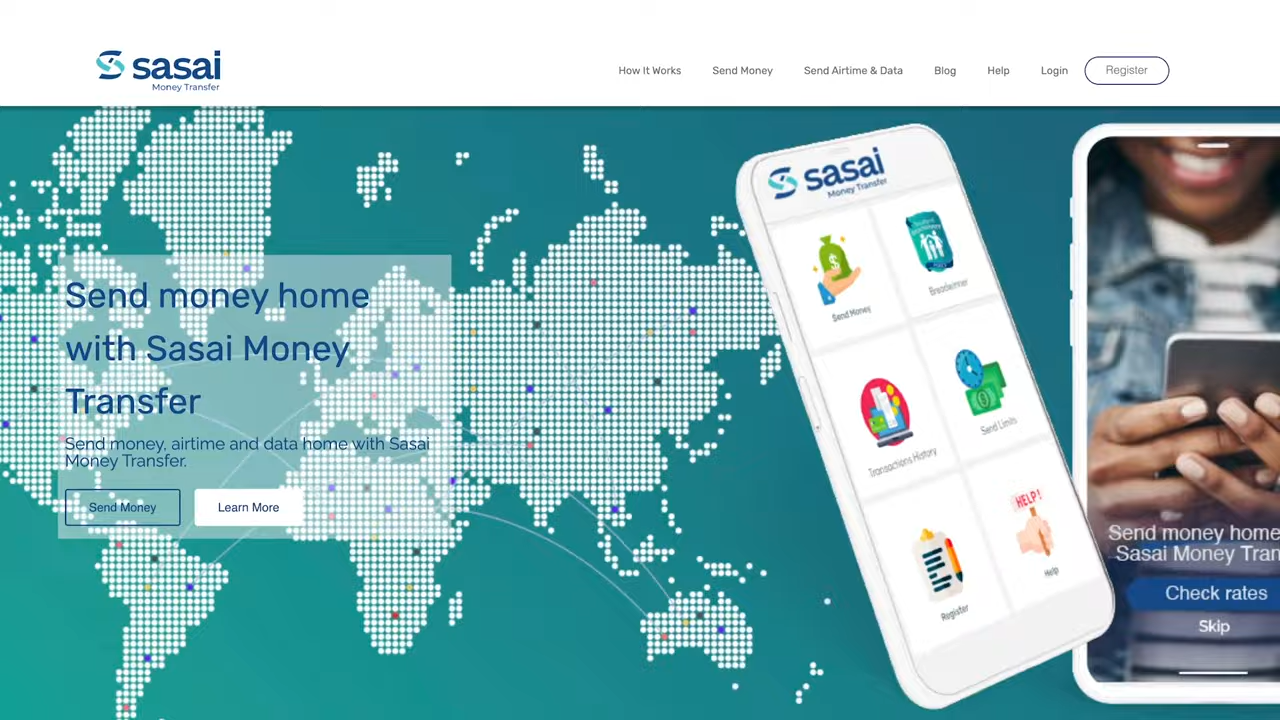 sasai
Money Transfer
How It Works
Send Money
Send Airtime & Data
Blog
Help
Login
Register
Send money home
with Sasai Money
Transfer
Send money, airtime and data home with Sasai
Money Transfer.
Send Money
Learn More
sasai
Money Transfer
Send Money
Breadwinner
Transactions History
Send Limits
HELP!
Register
Help
Send money home
Sasai Money Tran
Check rates
Skip